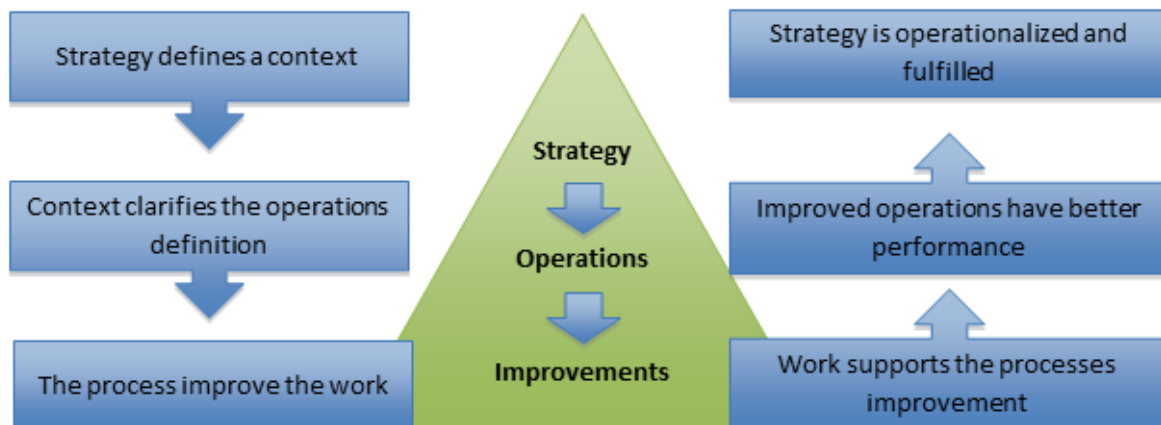 Strategy defines a context
Context clarifies the operations
definition
The process improve the work
Strategy
Operations
Improvements
Strategy is operationalized and
fulfilled
Improved operations have better
performance
Work supports the processes
improvement